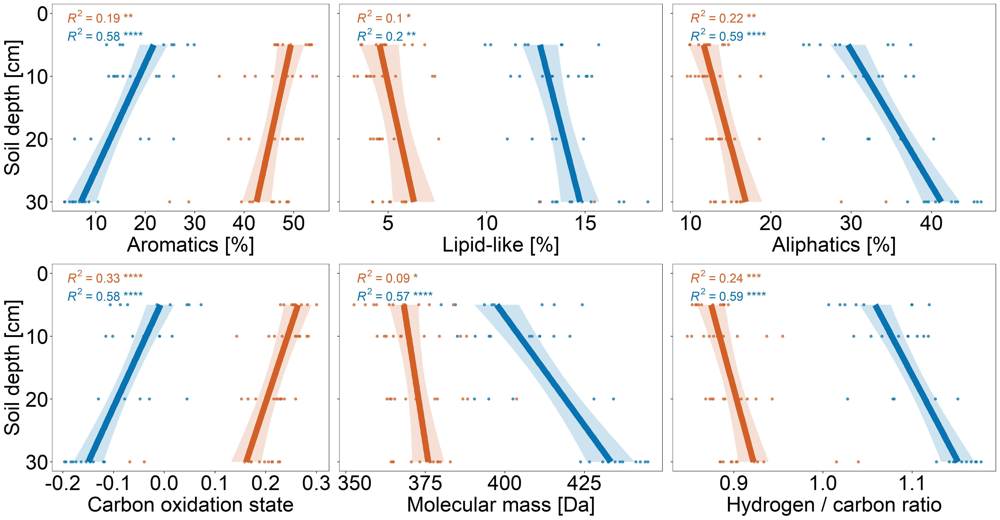 R² = 0.19 **
R² = 0.58 ****
R² = 0.1 *
R² = 0.2 **
R² = 0.22 **
R² = 0.59 ****
Soil depth [cm]
0
10
20
30
10 20 30 40 50
5 10 15
10 20 30 40
Aromatics [%]
Lipid-like [%]
Aliphatics [%]
R² = 0.33 ****
R² = 0.58 ****
R² = 0.09 *
R² = 0.57 ****
R² = 0.24 ***
R² = 0.59 ****
Soil depth [cm]
0
10
20
30
-0.2 -0.1 0.0 0.1 0.2 0.3
350 375 400 425
0.9 1.0 1.1
Carbon oxidation state
Molecular mass [Da]
Hydrogen / carbon ratio